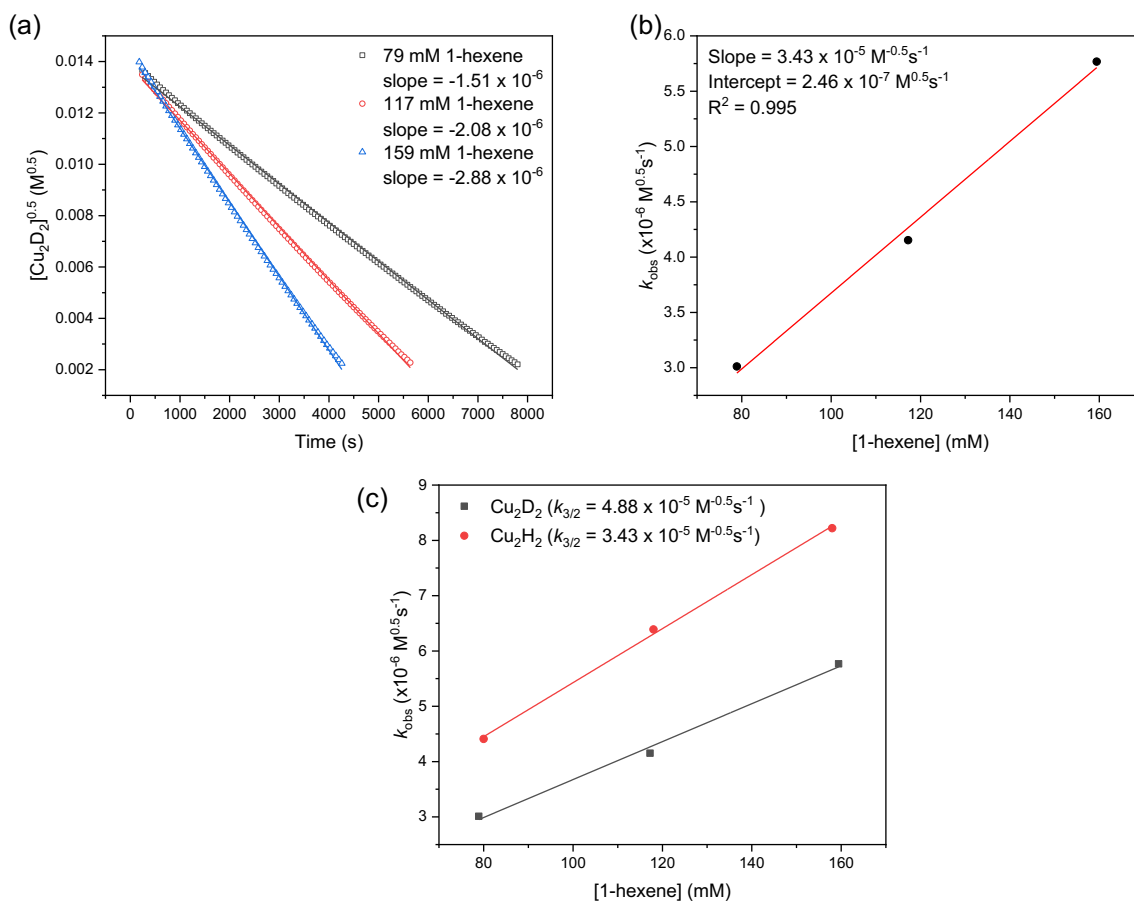 (a)
79 mM 1-hexene
slope = -1.51 x 10⁻⁶
117 mM 1-hexene
slope = -2.08 x 10⁻⁶
159 mM 1-hexene
slope = -2.88 x 10⁻⁶
0.014
0.012
0.010
0.008
0.006
0.004
0.002
[Cu₂D₂]⁰·⁵ (M⁰·⁵)
0 1000 2000 3000 4000 5000 6000 7000 8000
Time (s)
(b)
Slope = 3.43 x 10⁻⁵ M⁻⁰·⁵s⁻¹
Intercept = 2.46 x 10⁻⁷ M⁰·⁵s⁻¹
R² = 0.995
6.0
5.5
5.0
4.5
4.0
3.5
3.0
k_obs (x10⁻⁶ M⁰·⁵s⁻¹)
80 100 120 140 160
[1-hexene] (mM)
(c)
Cu₂D₂ (k₃/₂ = 4.88 x 10⁻⁵ M⁻⁰·⁵s⁻¹ )
Cu₂H₂ (k₃/₂ = 3.43 x 10⁻⁵ M⁻⁰·⁵s⁻¹)
9
8
7
6
5
4
3
k_obs (x10⁻⁶ M⁰·⁵s⁻¹)
80 100 120 140 160
[1-hexene] (mM)